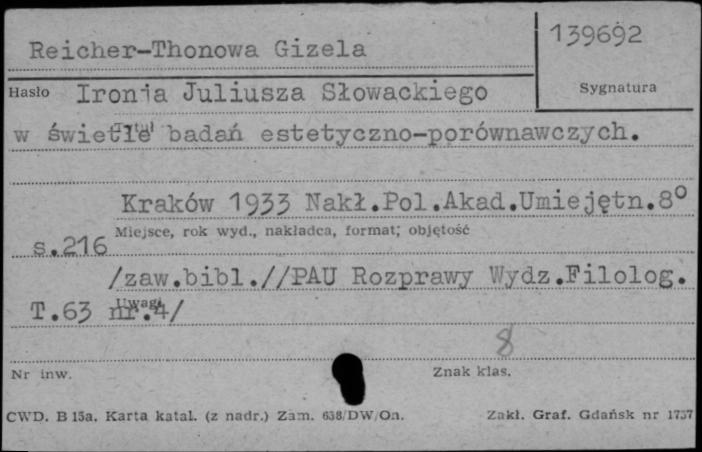 Reicher-Thonowa Gizela
139692
Hasło
Ironia Juliusza Słowackiego
Sygnatura
w świetle badań estetyczno-porównawczych.
Tytuł
Kraków 1933 Nakł.Pol.Akad.Umiejętn.8°
Miejsce, rok wyd., nakładca, format; objętość
s.216
/zaw.bibl.//PAU Rozprawy Wydz.Filolog.
Uwagi
T.63 nr.4/
8
Nr inw.
Znak klas.
CWD. B 15a. Karta katal. (z nadr.) Zam. 638/DW/On.
Zakł. Graf. Gdańsk nr 1737